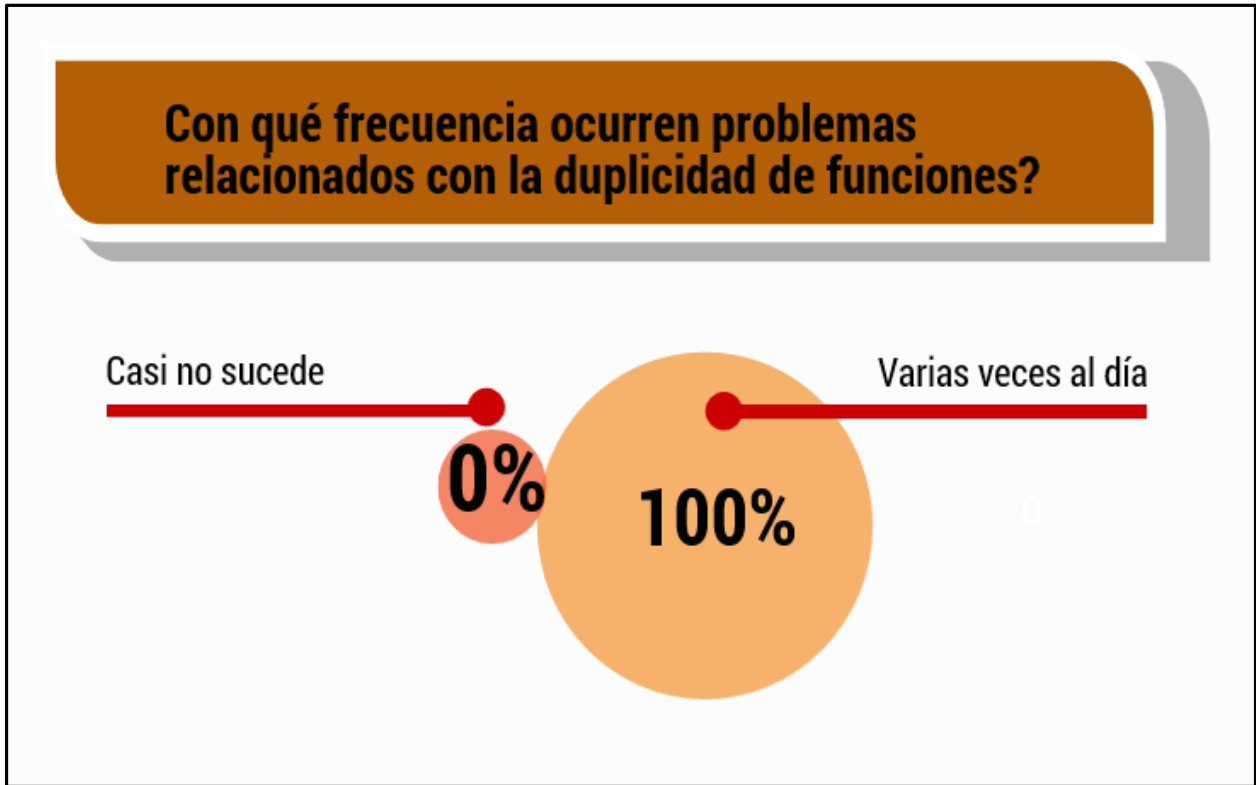 Con qué frecuencia ocurren problemas
relacionados con la duplicidad de funciones?
Casi no sucede
Varias veces al día
0%
100%